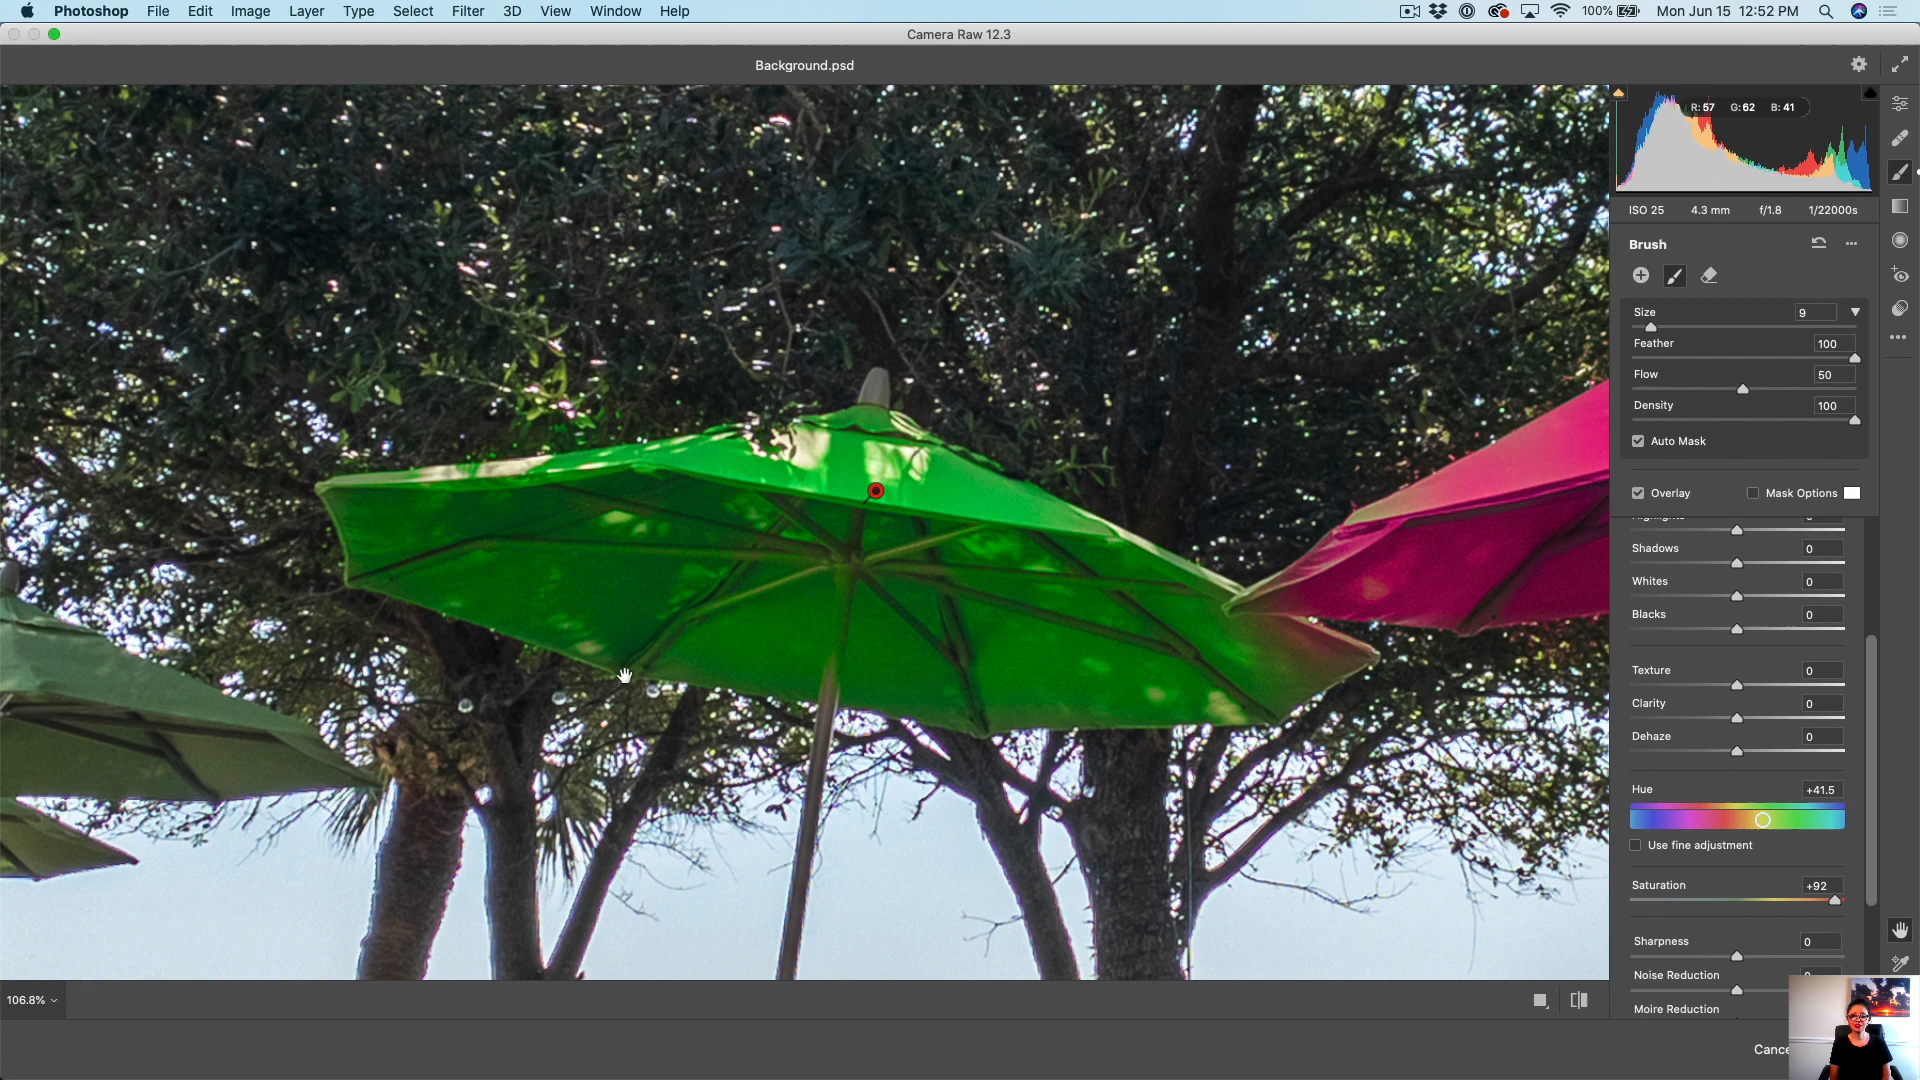 Photoshop File Edit Image Layer Type Select Filter 3D View Window Help 100% Mon Jun 15 12:52 PM
Camera Raw 12.3
Background.psd
R: 57 G: 62 B: 41
ISO 25 4.3 mm f/1.8 1/22000s
Brush
Size 9
Feather 100
Flow 50
Density 100
Auto Mask
Overlay Mask Options
Shadows 0
Whites 0
Blacks 0
Texture 0
Clarity 0
Dehaze 0
Hue +41.5
Use fine adjustment
Saturation +92
Sharpness 0
Noise Reduction
Moire Reduction
106.8%